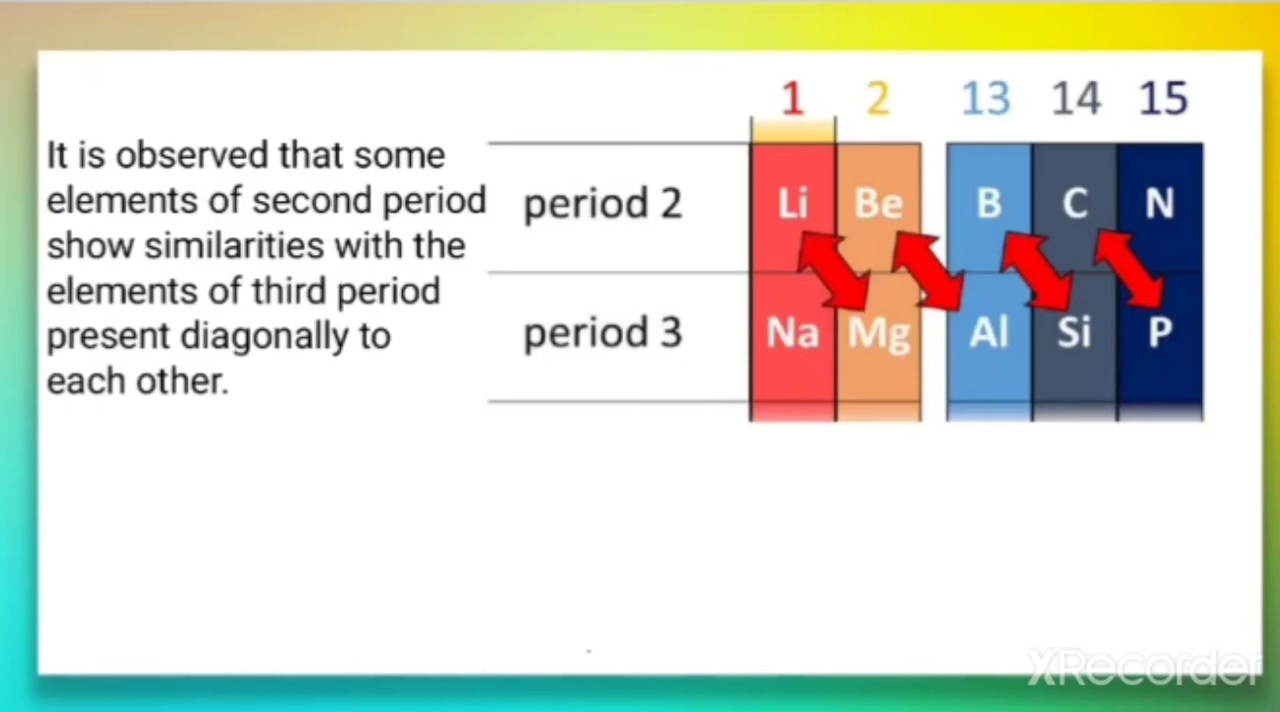 It is observed that some
elements of second period
show similarities with the
elements of third period
present diagonally to
each other.
1 2 13 14 15
period 2 Li Be B C N
period 3 Na Mg Al Si P
XRecorder